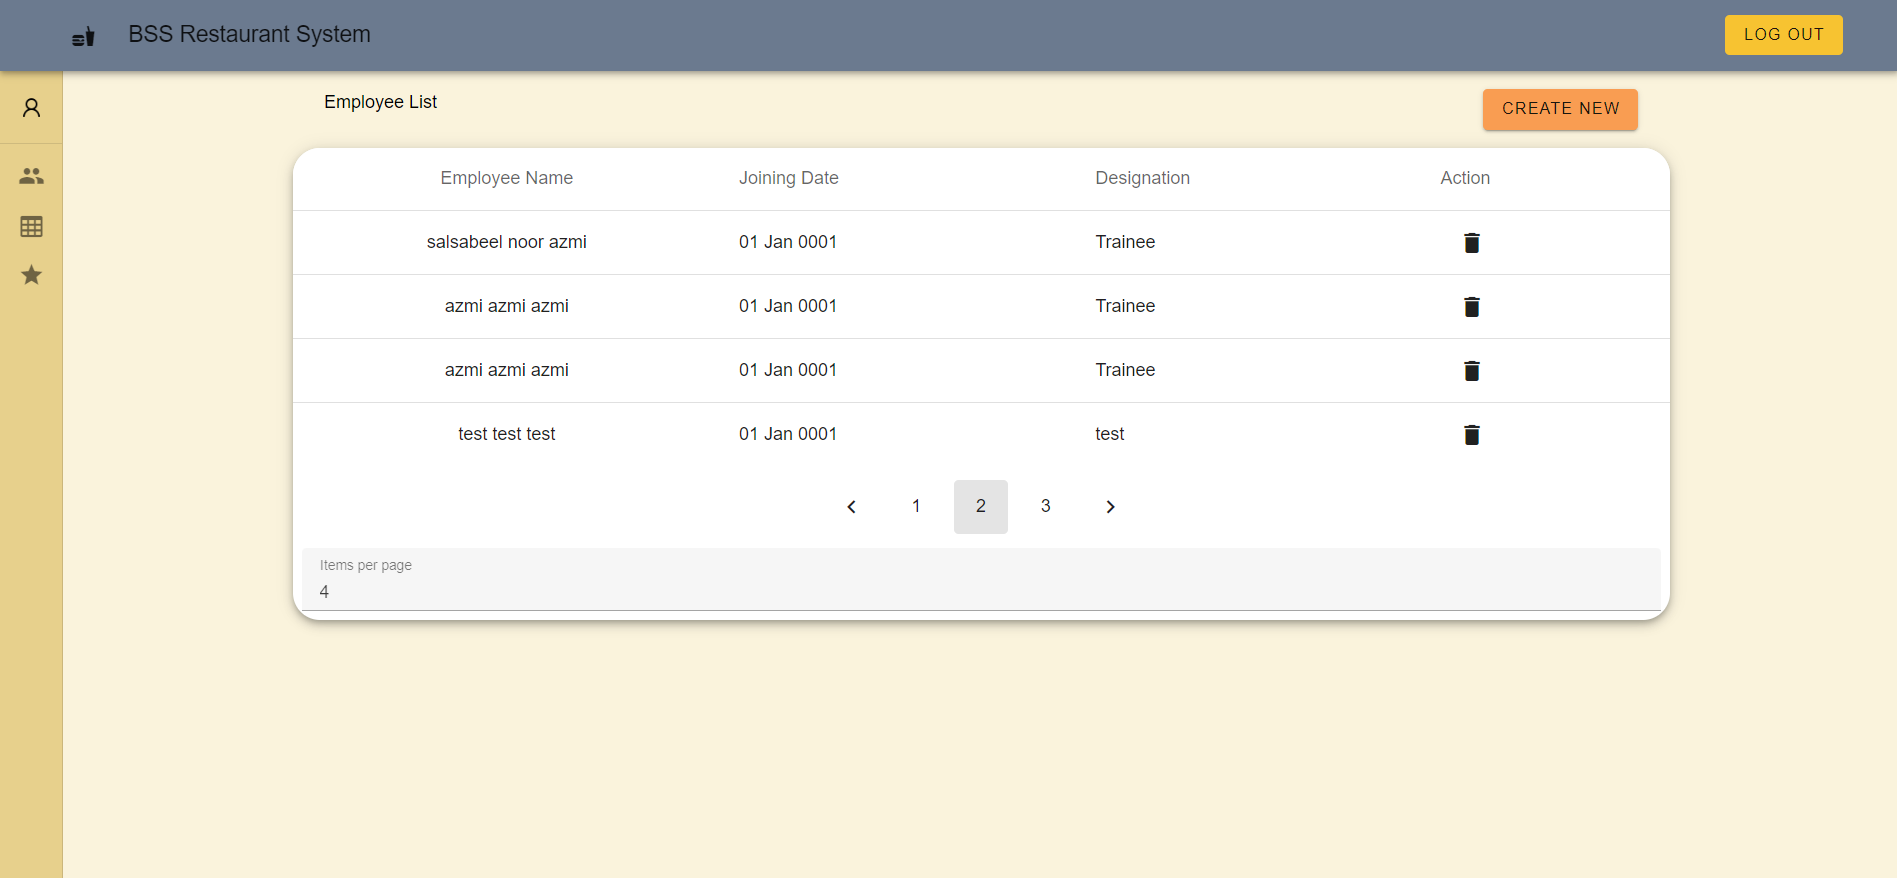 BSS Restaurant System
LOG OUT
Employee List
CREATE NEW
Employee Name Joining Date Designation Action
salsabeel noor azmi 01 Jan 0001 Trainee
azmi azmi azmi 01 Jan 0001 Trainee
azmi azmi azmi 01 Jan 0001 Trainee
test test test 01 Jan 0001 test
1 2 3
Items per page
4